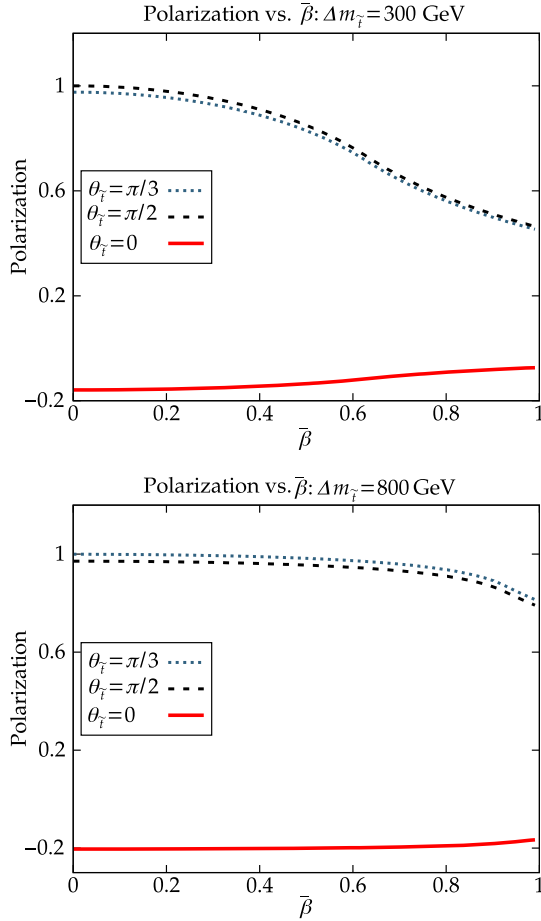 Polarization vs. β̄: Δm_t̃=300 GeV
1
0.6
0.2
−0.2
Polarization
θ_t̃=π/3
θ_t̃=π/2
θ_t̃=0
0 0.2 0.4 0.6 0.8 1
β̄
Polarization vs. β̄: Δm_t̃=800 GeV
1
0.6
0.2
−0.2
Polarization
θ_t̃=π/3
θ_t̃=π/2
θ_t̃=0
0 0.2 0.4 0.6 0.8 1
β̄